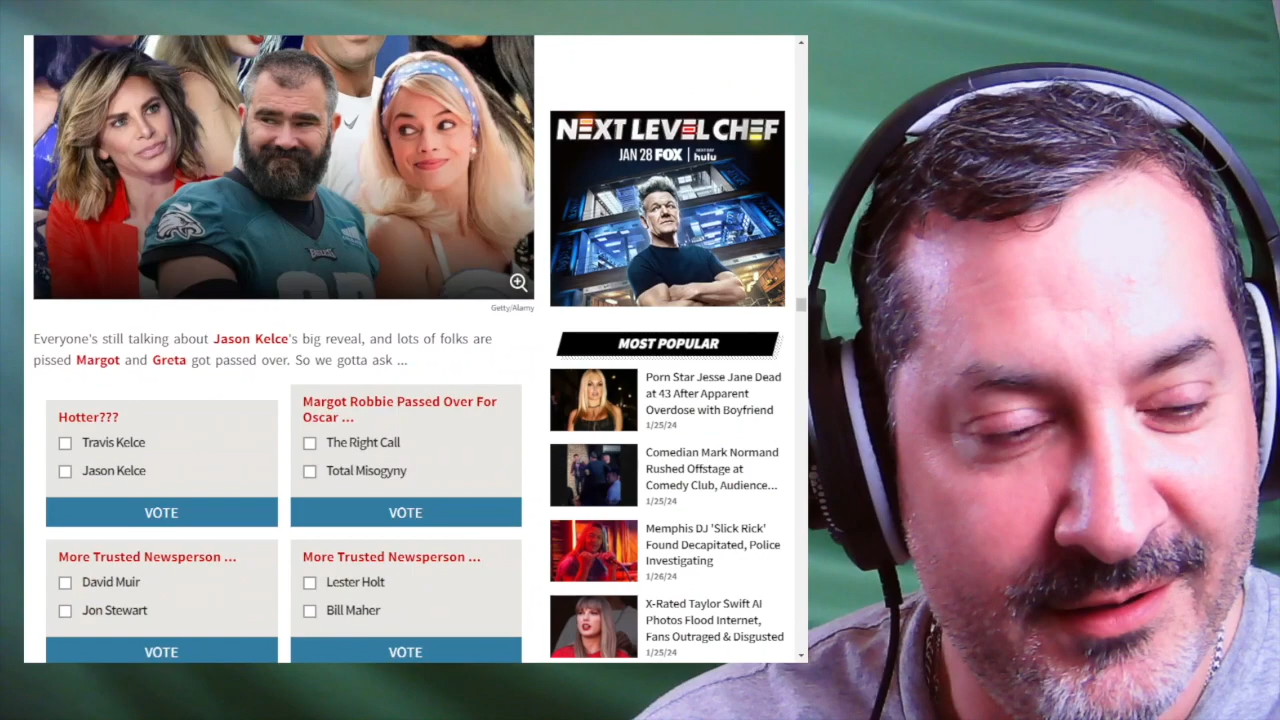 Getty/Alamy
Everyone's still talking about Jason Kelce's big reveal, and lots of folks are
pissed Margot and Greta got passed over. So we gotta ask ...
Hotter???
Travis Kelce
Jason Kelce
VOTE
Margot Robbie Passed Over For
Oscar ...
The Right Call
Total Misogyny
VOTE
More Trusted Newsperson ...
David Muir
Jon Stewart
VOTE
More Trusted Newsperson ...
Lester Holt
Bill Maher
VOTE
NEXT LEVEL CHEF
JAN 28 FOX
hulu
MOST POPULAR
Porn Star Jesse Jane Dead
at 43 After Apparent
Overdose with Boyfriend
1/25/24
Comedian Mark Normand
Rushed Offstage at
Comedy Club, Audience...
1/25/24
Memphis DJ 'Slick Rick'
Found Decapitated, Police
Investigating
1/26/24
X-Rated Taylor Swift AI
Photos Flood Internet,
Fans Outraged & Disgusted
1/25/24